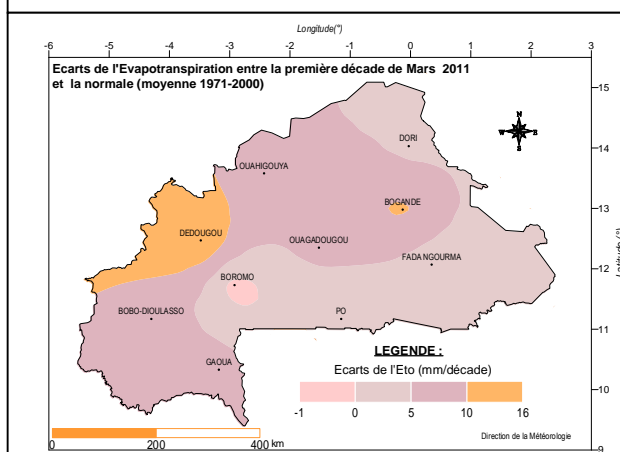 Longitude(°)
-6 -5 -4 -3 -2 -1 0 1 2 3
Ecarts de l'Evapotranspiration entre la première décade de Mars 2011
et la normale (moyenne 1971-2000)
15
N
W E
S
DORI
14
OUAHIGOUYA
BOGANDE
13
DEDOUGOU
OUAGADOUGOU
FADANGOURMA
Latitude (°)
12
BOROMO
BOBO-DIOULASSO
PO
11
LEGENDE :
GAOUA
Ecarts de l'Eto (mm/décade)
10
-1 0 5 10 16
Direction de la Météorologie
0 200 400 km
9